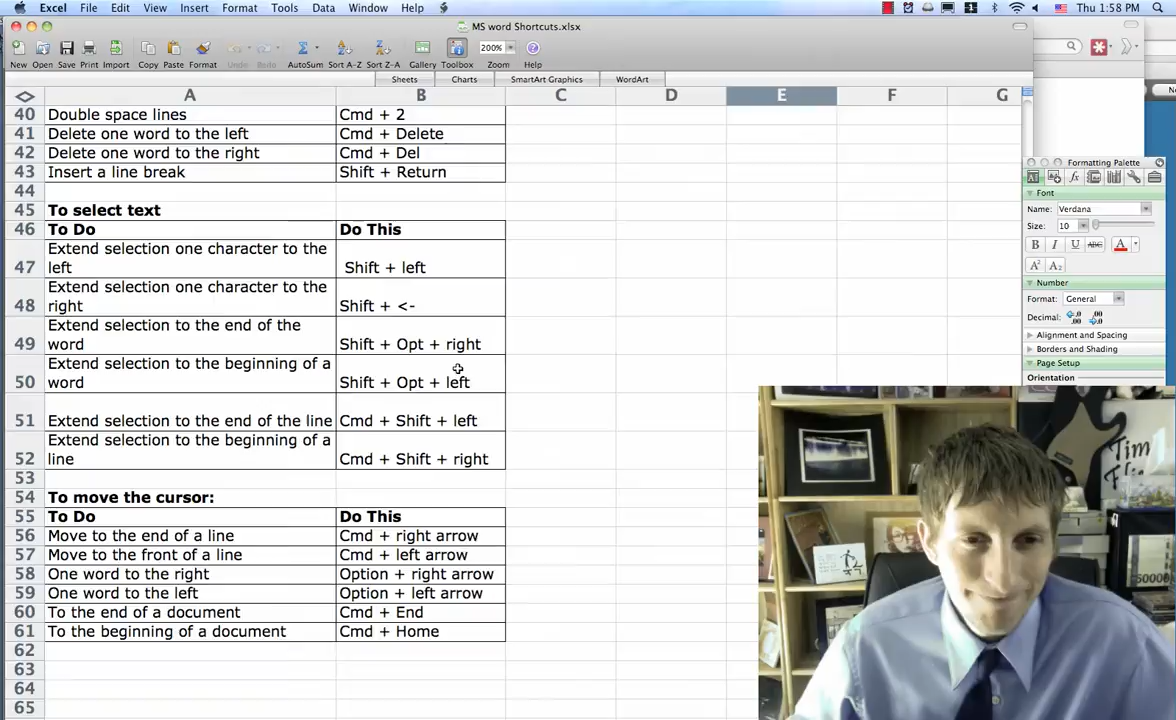 Excel File Edit View Insert Format Tools Data Window Help
Thu 1:58 PM
MS word Shortcuts.xlsx
200%
New Open Save Print Import Copy Paste Format Undo Redo AutoSum Sort A-Z Sort Z-A Gallery Toolbox Zoom Help
Sheets Charts SmartArt Graphics WordArt
A B C D E F G
40 Double space lines Cmd + 2
41 Delete one word to the left Cmd + Delete
42 Delete one word to the right Cmd + Del
43 Insert a line break Shift + Return
44
45 To select text
46 To Do Do This
Extend selection one character to the
47 left Shift + left
Extend selection one character to the
48 right Shift + <-
Extend selection to the end of the
49 word Shift + Opt + right
Extend selection to the beginning of a
50 word Shift + Opt + left
51 Extend selection to the end of the line Cmd + Shift + left
Extend selection to the beginning of a
52 line Cmd + Shift + right
53
54 To move the cursor:
55 To Do Do This
56 Move to the end of a line Cmd + right arrow
57 Move to the front of a line Cmd + left arrow
58 One word to the right Option + right arrow
59 One word to the left Option + left arrow
60 To the end of a document Cmd + End
61 To the beginning of a document Cmd + Home
62
63
64
65
Formatting Palette
Font
Name: Verdana
Size: 10
B I U ABC A
A² A₂
Number
Format: General
Decimal:
Alignment and Spacing
Borders and Shading
Page Setup
Orientation
Tim